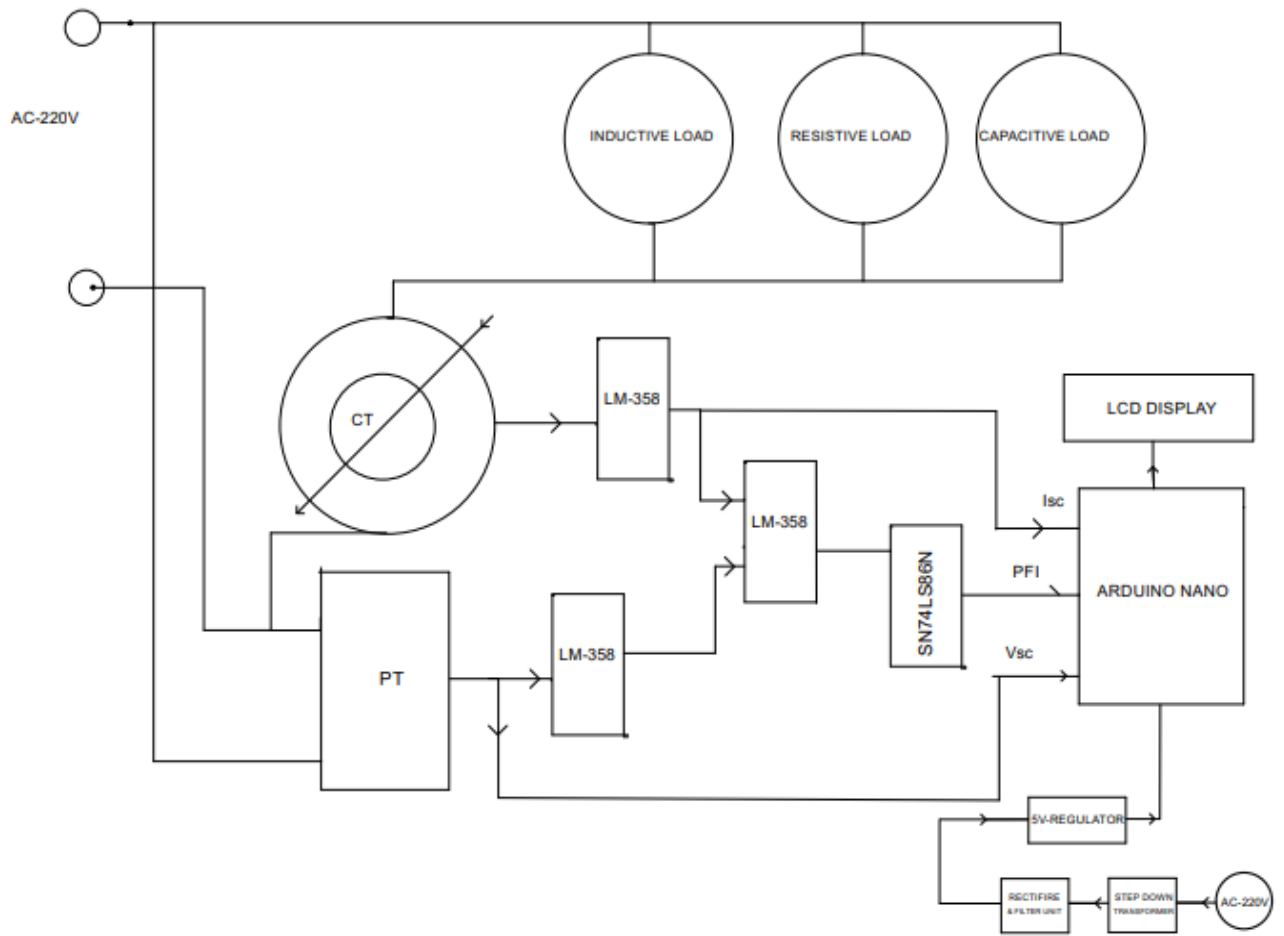 AC-220V
INDUCTIVE LOAD
RESISTIVE LOAD
CAPACITIVE LOAD
CT
LM-358
LCD DISPLAY
LM-358
Isc
PFI
SN74LS86N
ARDUINO NANO
Vsc
LM-358
PT
5V-REGULATOR
RECTIFIRE
& FILTER UNIT
STEP DOWN
TRANSFORMER
AC-220V